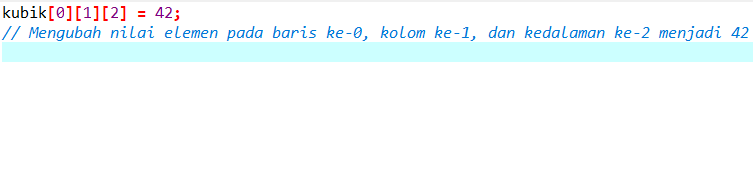 kubik[0][1][2] = 42;
// Mengubah nilai elemen pada baris ke-0, kolom ke-1, dan kedalaman ke-2 menjadi 42